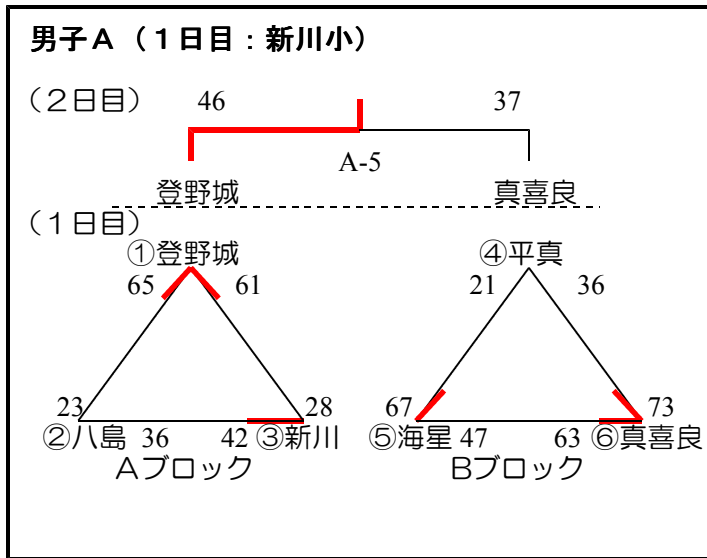 男子A（1日目：新川小）
（2日目） 46 37
A-5
登野城 真喜良
（1日目）
①登野城 ④平真
65 61 21 36
23 28 67 73
②八島 36 42 ③新川 ⑤海星 47 63 ⑥真喜良
Aブロック Bブロック